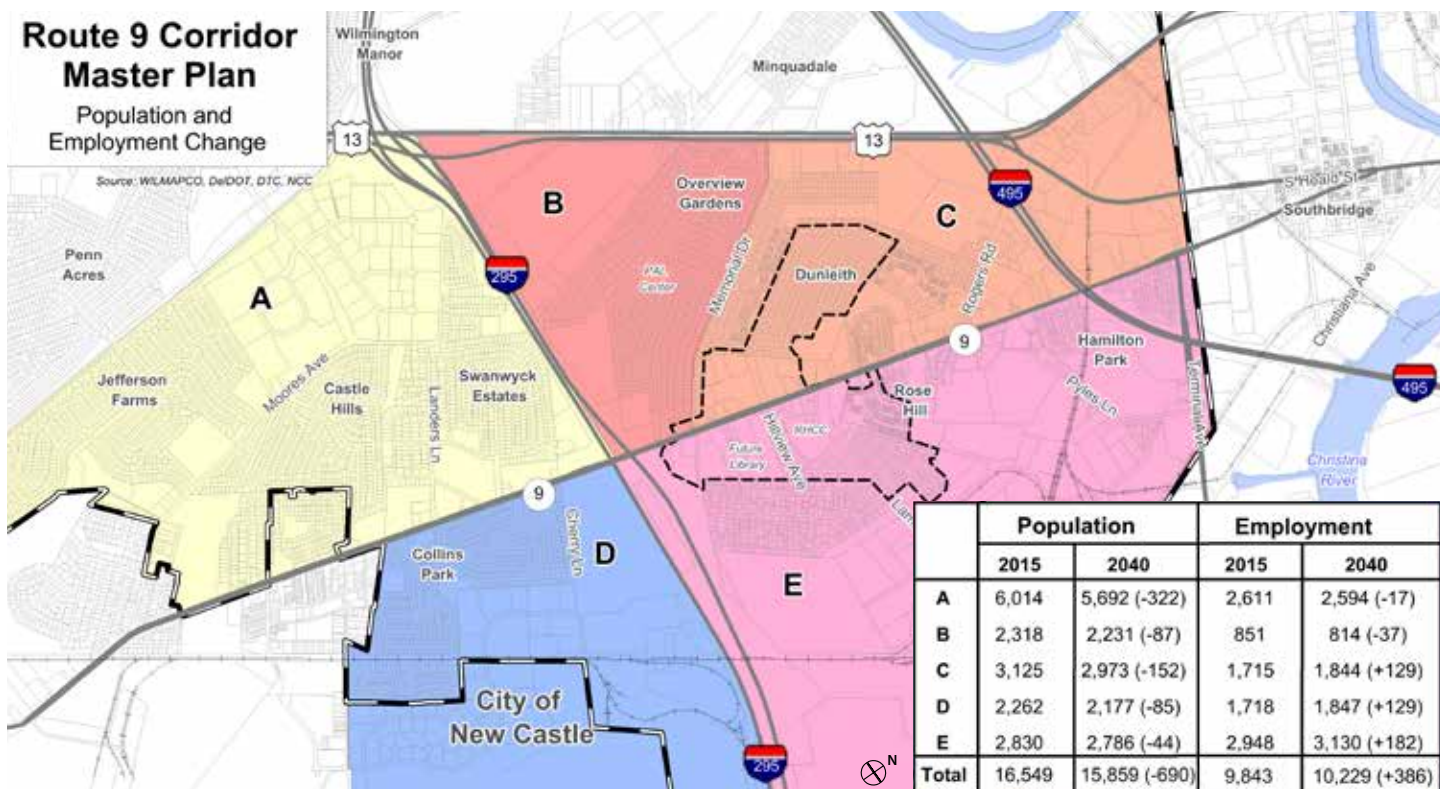 Route 9 Corridor
Master Plan
Population and
Employment Change
Source: WILMAPCO, DelDOT, DTC, NCC
Wilmington
Manor
Minquadale
13
13
Penn
Acres
A
B
Overview
Gardens
C
495
S Heald St
Southbridge
295
PAL
Center
Memorial Dr
Dunleith
Rogers Rd
Christiana Ave
9
Hamilton
Park
Jefferson
Farms
Moores Ave
Castle
Hills
Landers Ln
Swanwyck
Estates
Rose
Hill
Pyles Ln
Terminal Ave
495
RHCC
Hillview Ave
Future
Library
Christina
River
9
Cherry Ln
Collins
Park
D
E
Lam
City of
New Castle
295
N
Population Employment
2015 2040 2015 2040
A 6,014 5,692 (-322) 2,611 2,594 (-17)
B 2,318 2,231 (-87) 851 814 (-37)
C 3,125 2,973 (-152) 1,715 1,844 (+129)
D 2,262 2,177 (-85) 1,718 1,847 (+129)
E 2,830 2,786 (-44) 2,948 3,130 (+182)
Total 16,549 15,859 (-690) 9,843 10,229 (+386)